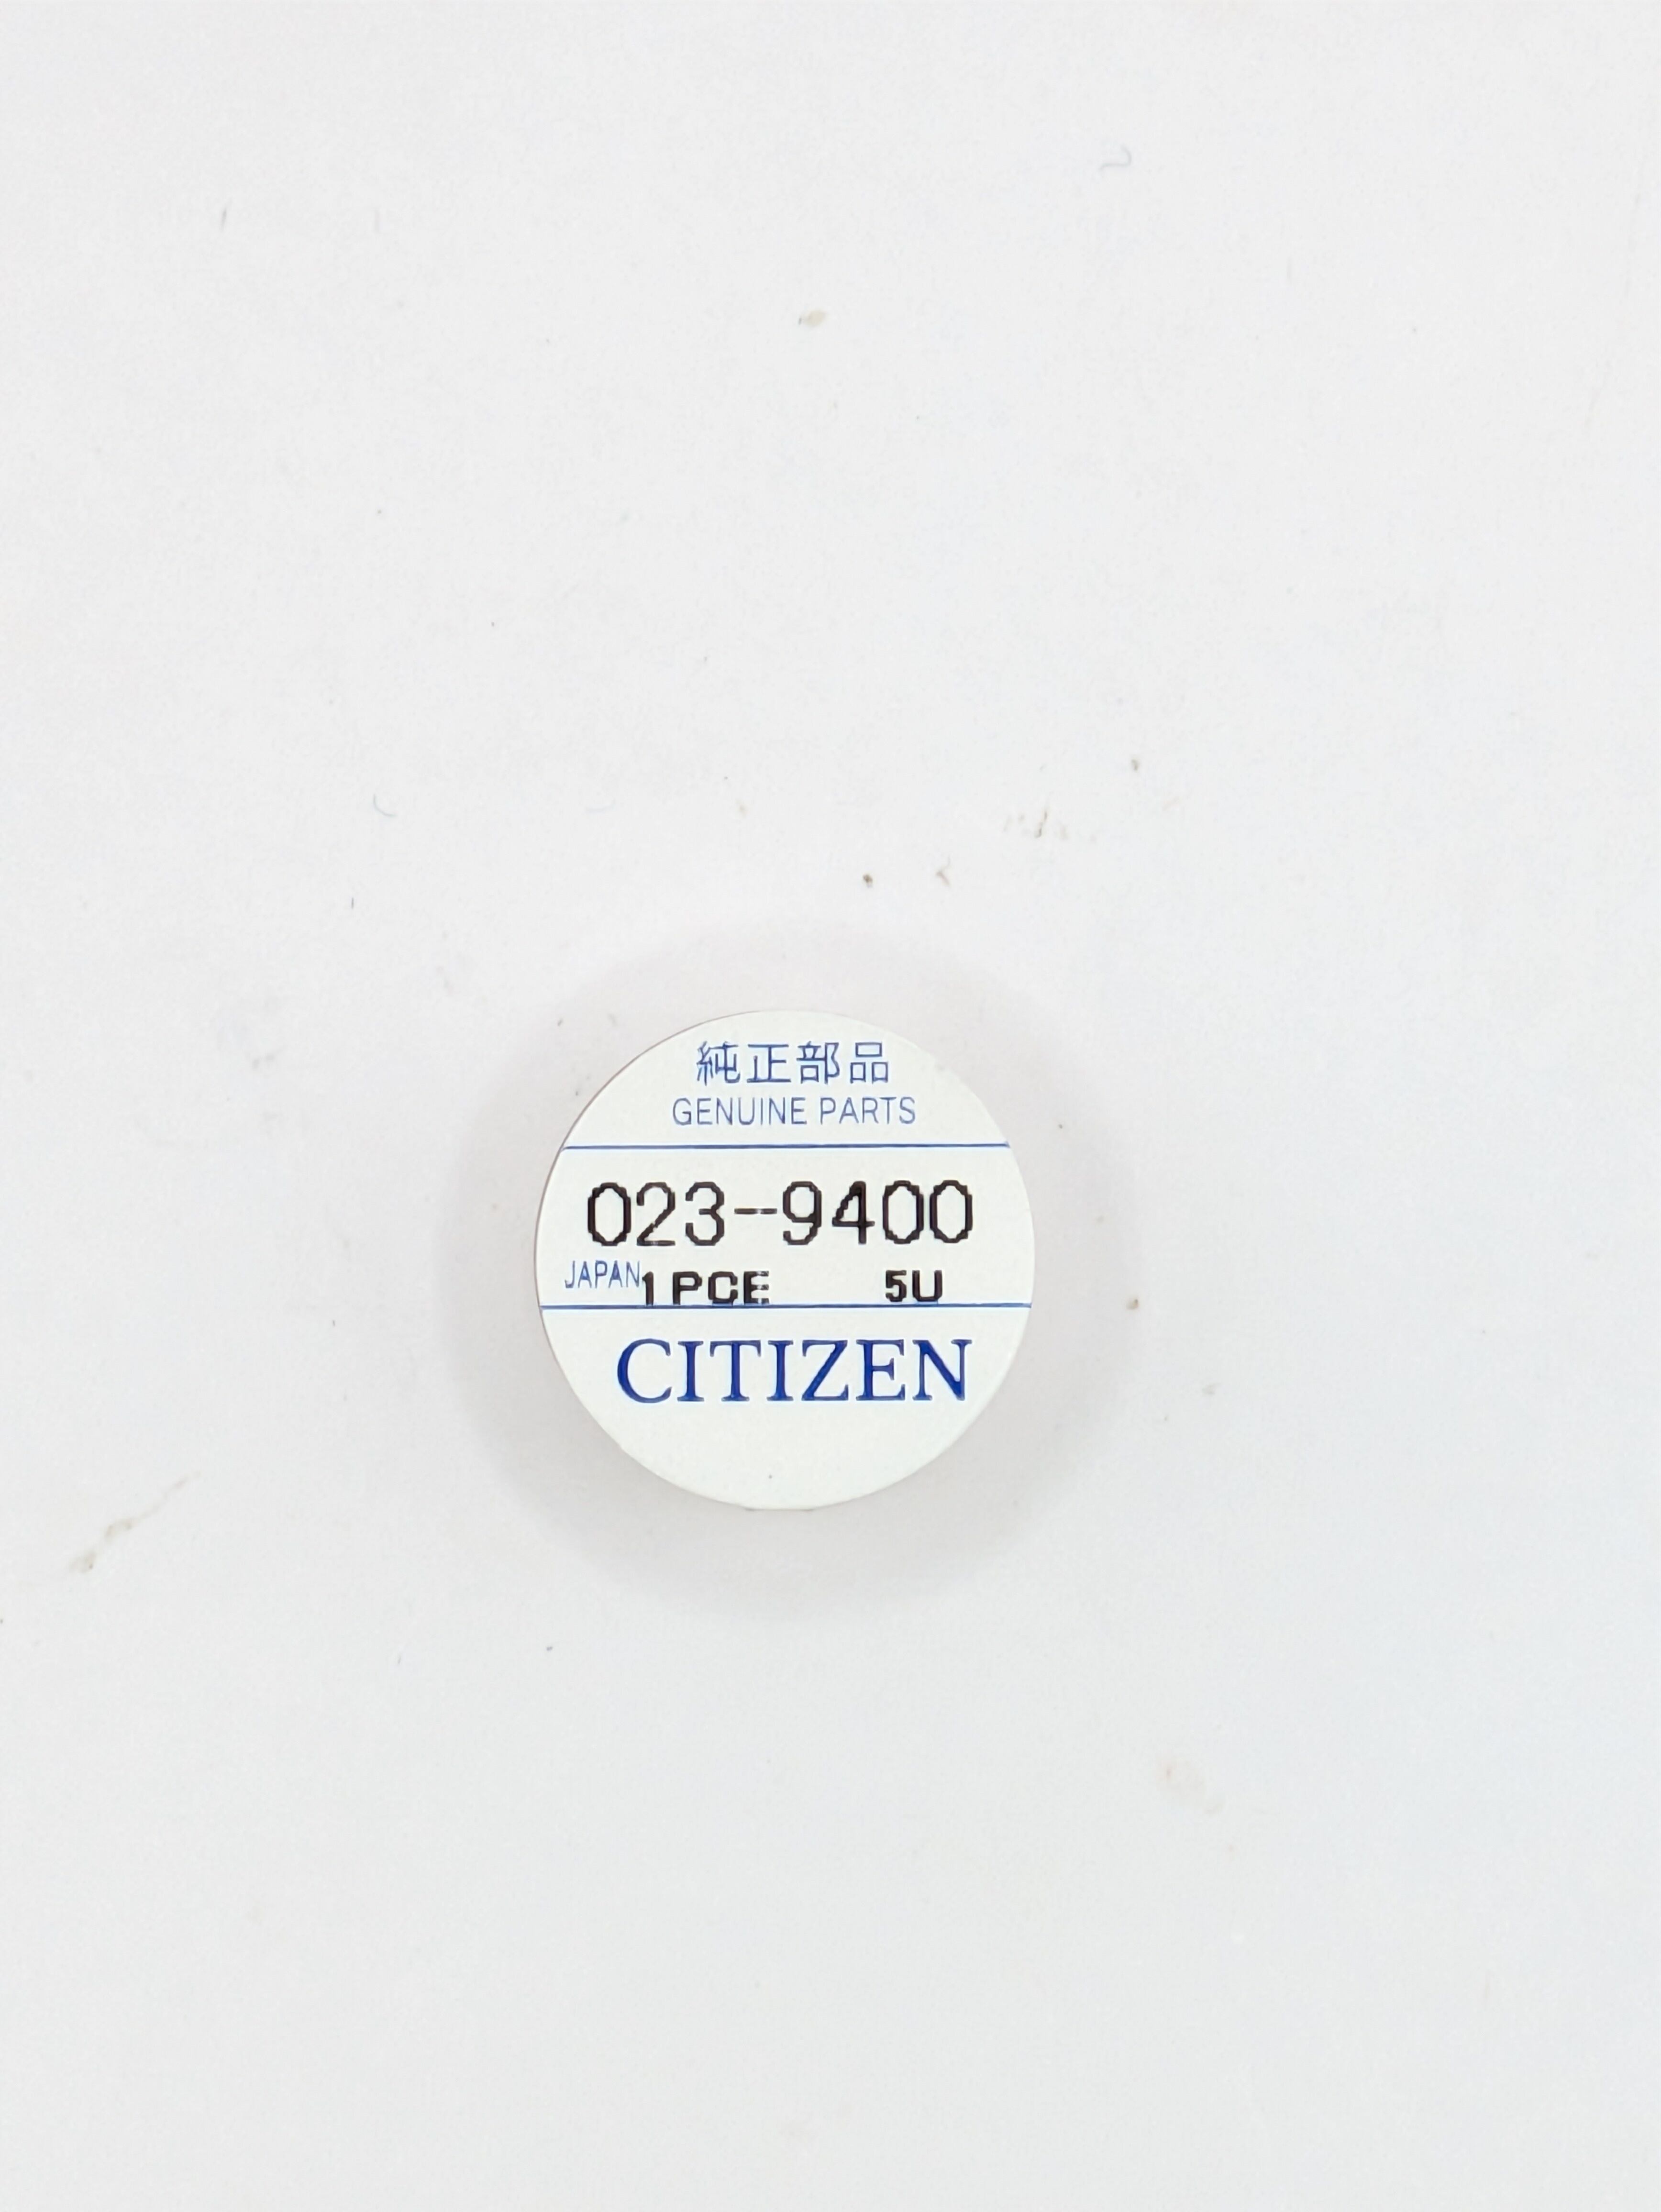 純正部品
GENUINE PARTS
023-9400
JAPAN 1 PCE 5U
CITIZEN